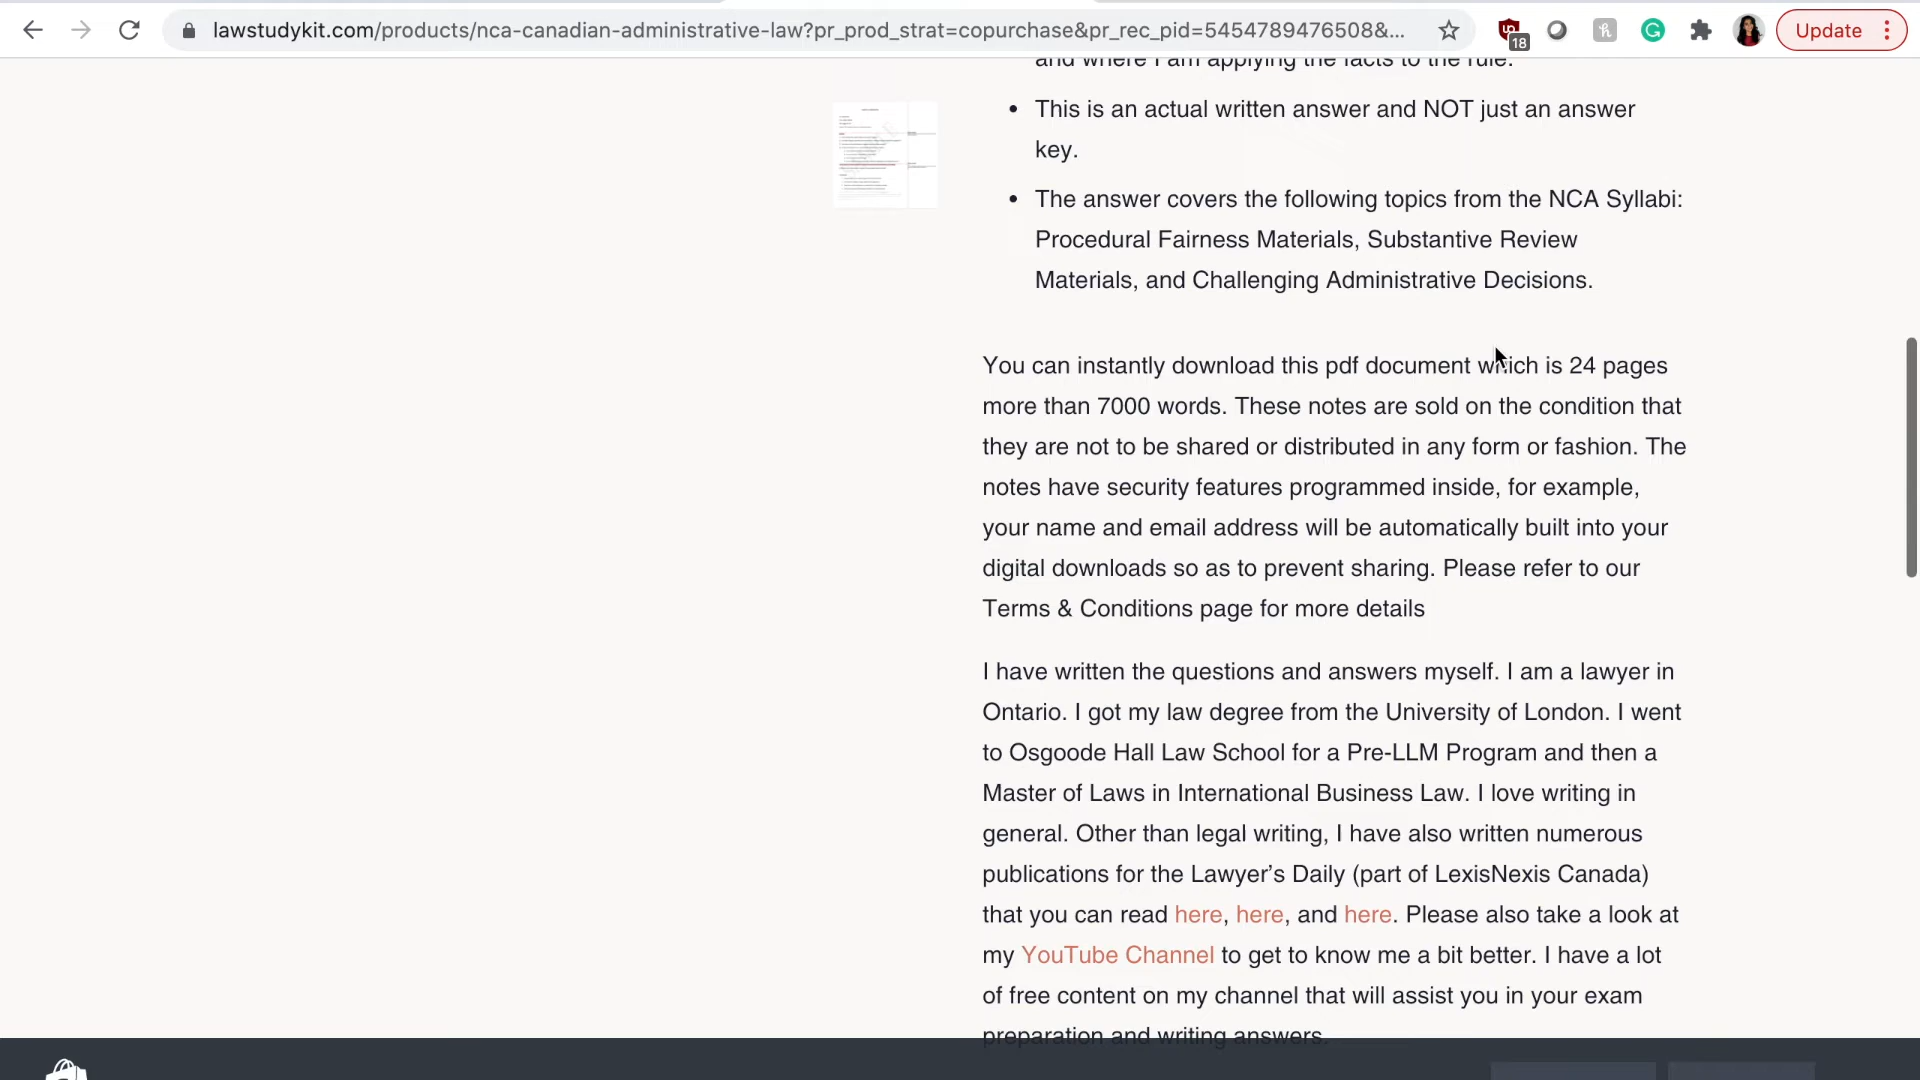 lawstudykit.com/products/nca-canadian-administrative-law?pr_prod_strat=copurchase&pr_rec_pid=5454789476508&...
18
Update
and where I am applying the facts to the rule.
• This is an actual written answer and NOT just an answer
key.
• The answer covers the following topics from the NCA Syllabi:
Procedural Fairness Materials, Substantive Review
Materials, and Challenging Administrative Decisions.
You can instantly download this pdf document which is 24 pages
more than 7000 words. These notes are sold on the condition that
they are not to be shared or distributed in any form or fashion. The
notes have security features programmed inside, for example,
your name and email address will be automatically built into your
digital downloads so as to prevent sharing. Please refer to our
Terms & Conditions page for more details
I have written the questions and answers myself. I am a lawyer in
Ontario. I got my law degree from the University of London. I went
to Osgoode Hall Law School for a Pre-LLM Program and then a
Master of Laws in International Business Law. I love writing in
general. Other than legal writing, I have also written numerous
publications for the Lawyer’s Daily (part of LexisNexis Canada)
that you can read here, here, and here. Please also take a look at
my YouTube Channel to get to know me a bit better. I have a lot
of free content on my channel that will assist you in your exam
preparation and writing answers.